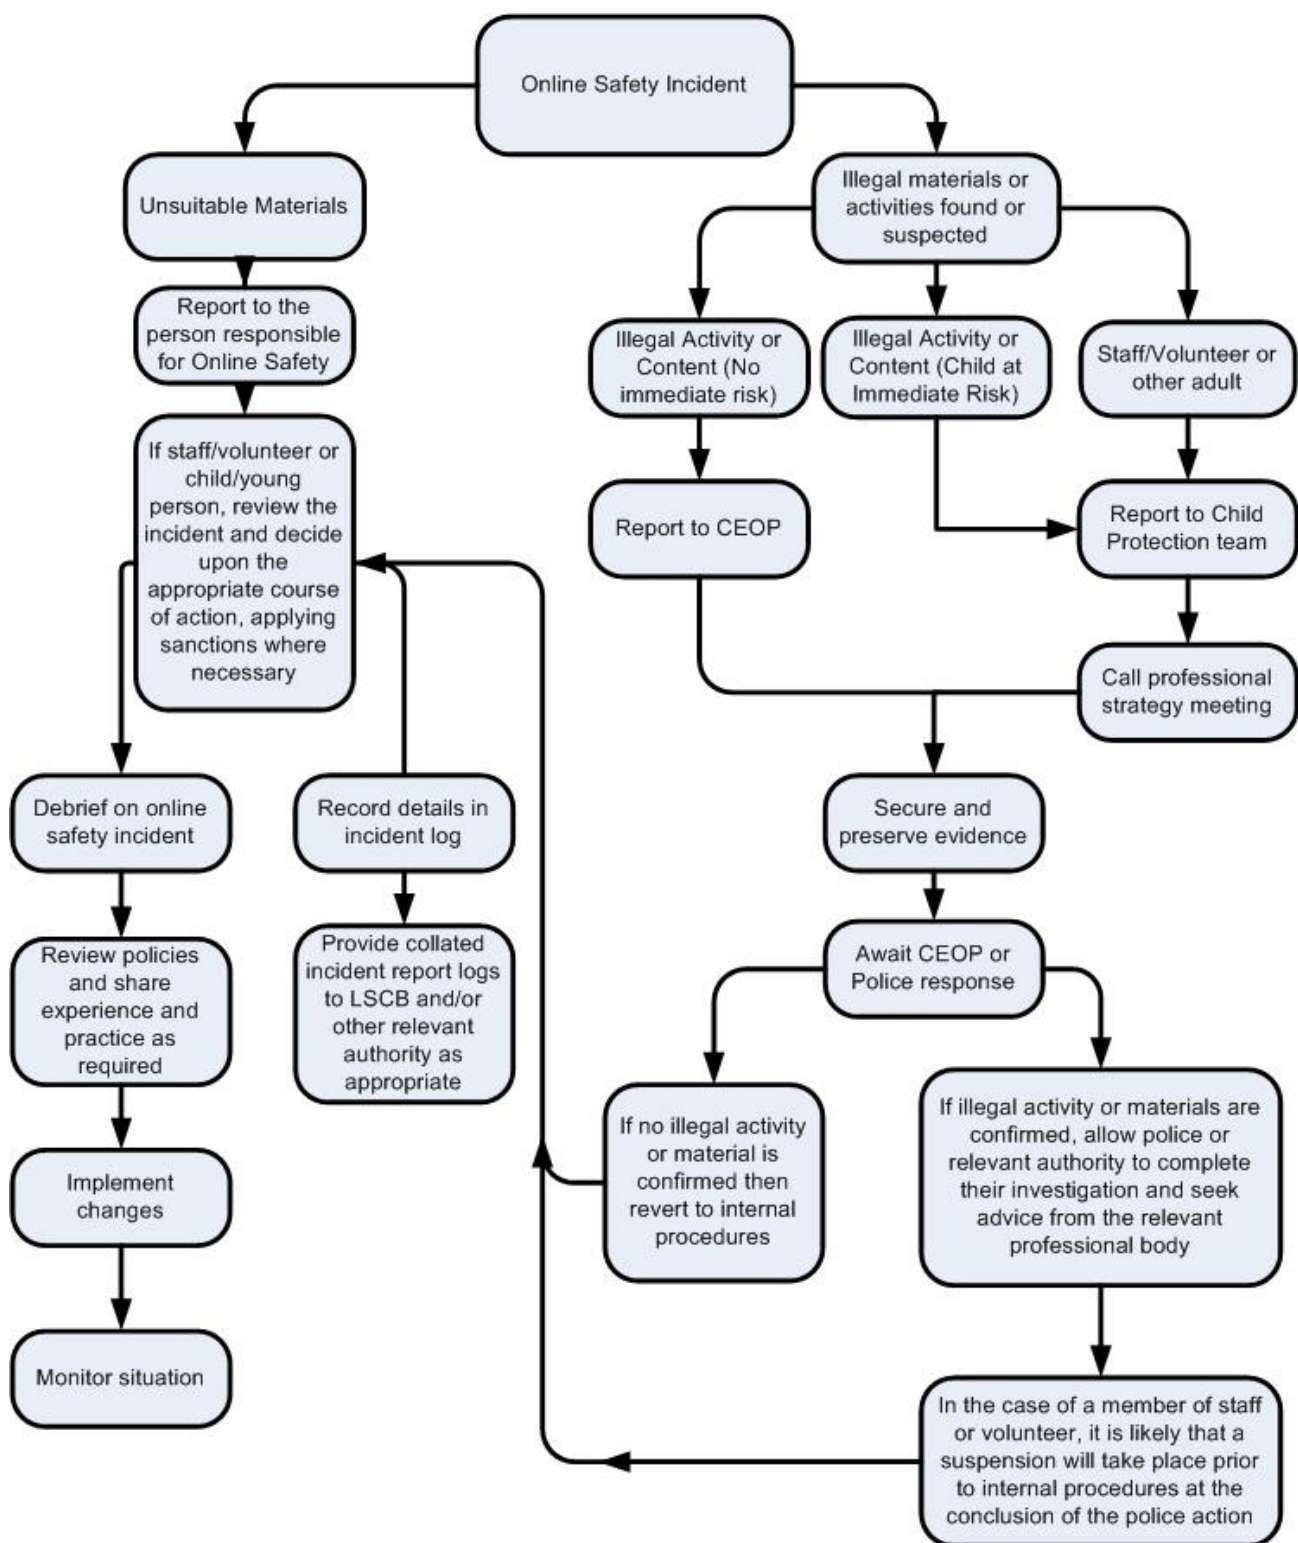 Online Safety Incident
Unsuitable Materials
Report to the
person responsible
for Online Safety
If staff/volunteer or
child/young
person, review the
incident and decide
upon the
appropriate course
of action, applying
sanctions where
necessary
Debrief on online
safety incident
Review policies
and share
experience and
practice as
required
Implement
changes
Monitor situation
Record details in
incident log
Provide collated
incident report logs
to LSCB and/or
other relevant
authority as
appropriate
Illegal materials or
activities found or
suspected
Illegal Activity or
Content (No
immediate risk)
Illegal Activity or
Content (Child at
Immediate Risk)
Staff/Volunteer or
other adult
Report to CEOP
Report to Child
Protection team
Call professional
strategy meeting
Secure and
preserve evidence
Await CEOP or
Police response
If no illegal activity
or material is
confirmed then
revert to internal
procedures
If illegal activity or materials are
confirmed, allow police or
relevant authority to complete
their investigation and seek
advice from the relevant
professional body
In the case of a member of staff
or volunteer, it is likely that a
suspension will take place prior
to internal procedures at the
conclusion of the police action